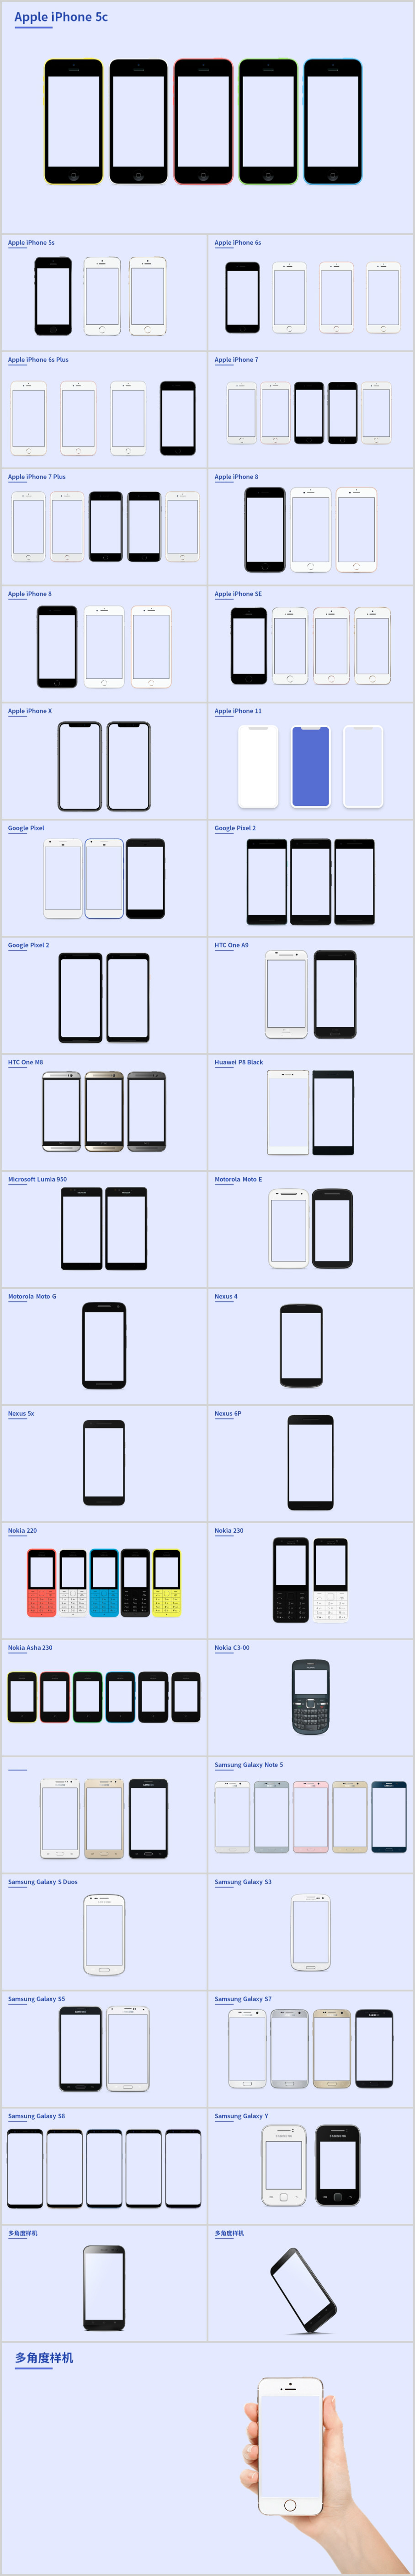 Apple iPhone 5c
Apple iPhone 5s
Apple iPhone 6s
Apple iPhone 6s Plus
Apple iPhone 7
Apple iPhone 7 Plus
Apple iPhone 8
Apple iPhone 8
Apple iPhone SE
Apple iPhone X
Apple iPhone 11
Google Pixel
Google Pixel 2
Google Pixel 2
HTC One A9
HTC One M8
Huawei P8 Black
Microsoft Lumia 950
Motorola Moto E
Motorola Moto G
Nexus 4
Nexus 5x
Nexus 6P
Nokia 220
Nokia 230
Nokia Asha 230
Nokia C3-00
Samsung Galaxy Note 5
Samsung Galaxy S Duos
Samsung Galaxy S3
Samsung Galaxy S5
Samsung Galaxy S7
Samsung Galaxy S8
Samsung Galaxy Y
多角度样机
多角度样机
多角度样机